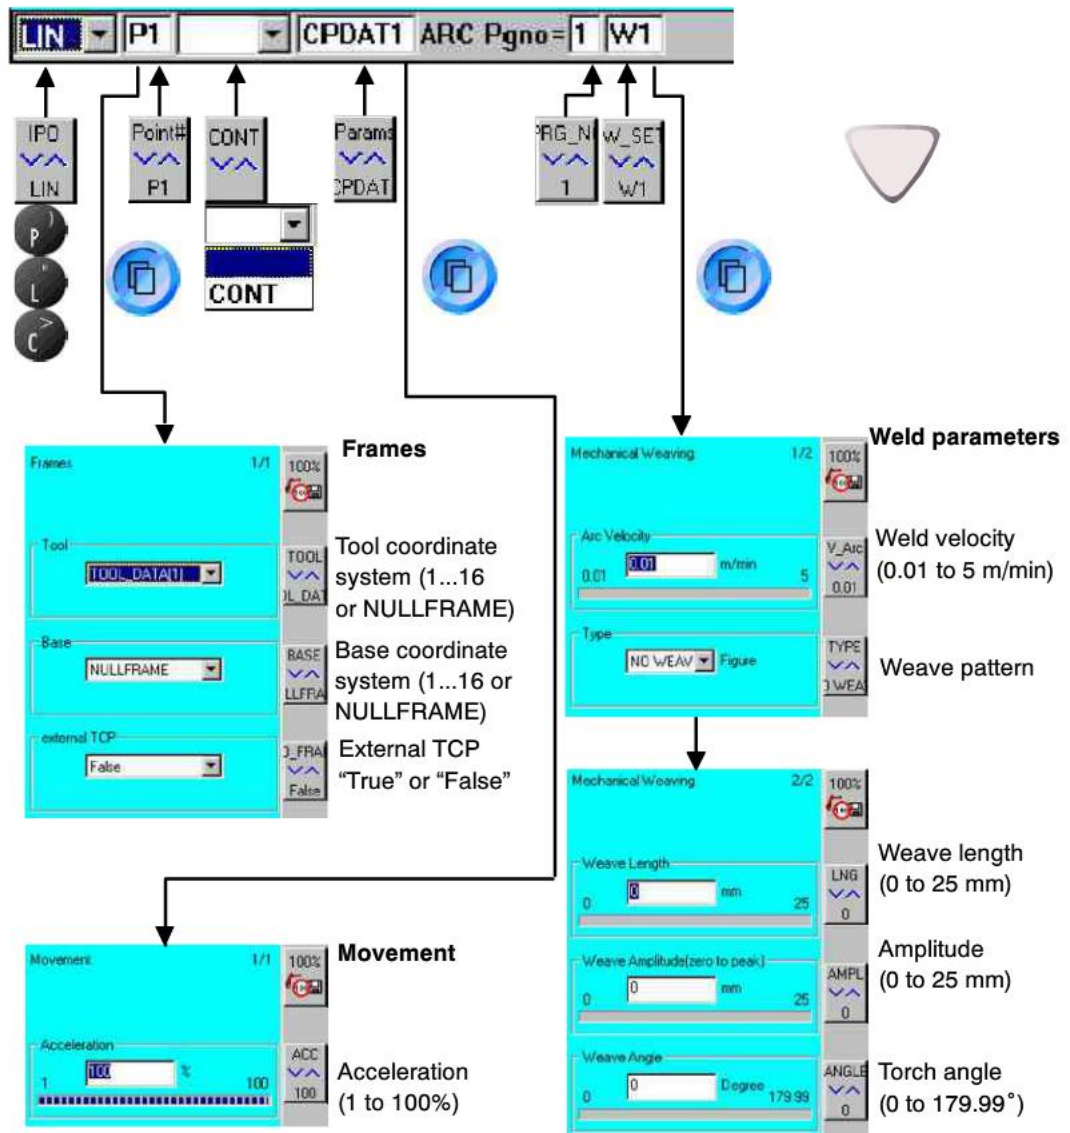 LIN P1 CPDAT1 ARC Pgno= 1 W1
IPO
LIN
Point#
P1
CONT
Params
CPDAT
PRG_N
1
W_SET
W1
P )
L "
C >
CONT
Frames
Frames 1/1
100%
Tool
TOOL_DATA[1]
TOOL
OL_DAT
Tool coordinate
system (1...16
or NULLFRAME)
Base
NULLFRAME
BASE
LLFRA
Base coordinate
system (1...16 or
NULLFRAME)
external TCP
False
O_FRA
False
External TCP
“True” or “False”
Movement
Movement 1/1
100%
Acceleration
100 %
1 100
ACC
100
Acceleration
(1 to 100%)
Weld parameters
Mechanical Weaving 1/2
100%
Arc Velocity
0.01 m/min
0.01 5
V_Arc
0.01
Weld velocity
(0.01 to 5 m/min)
Type
NO WEAV Figure
TYPE
O WEA
Weave pattern
Mechanical Weaving 2/2
100%
Weave Length
0 mm
0 25
LNG
0
Weave length
(0 to 25 mm)
Weave Amplitude(zero to peak)
0 mm
0 25
AMPL
0
Amplitude
(0 to 25 mm)
Weave Angle
0 Degree
0 179.99
ANGLE
0
Torch angle
(0 to 179.99˚)